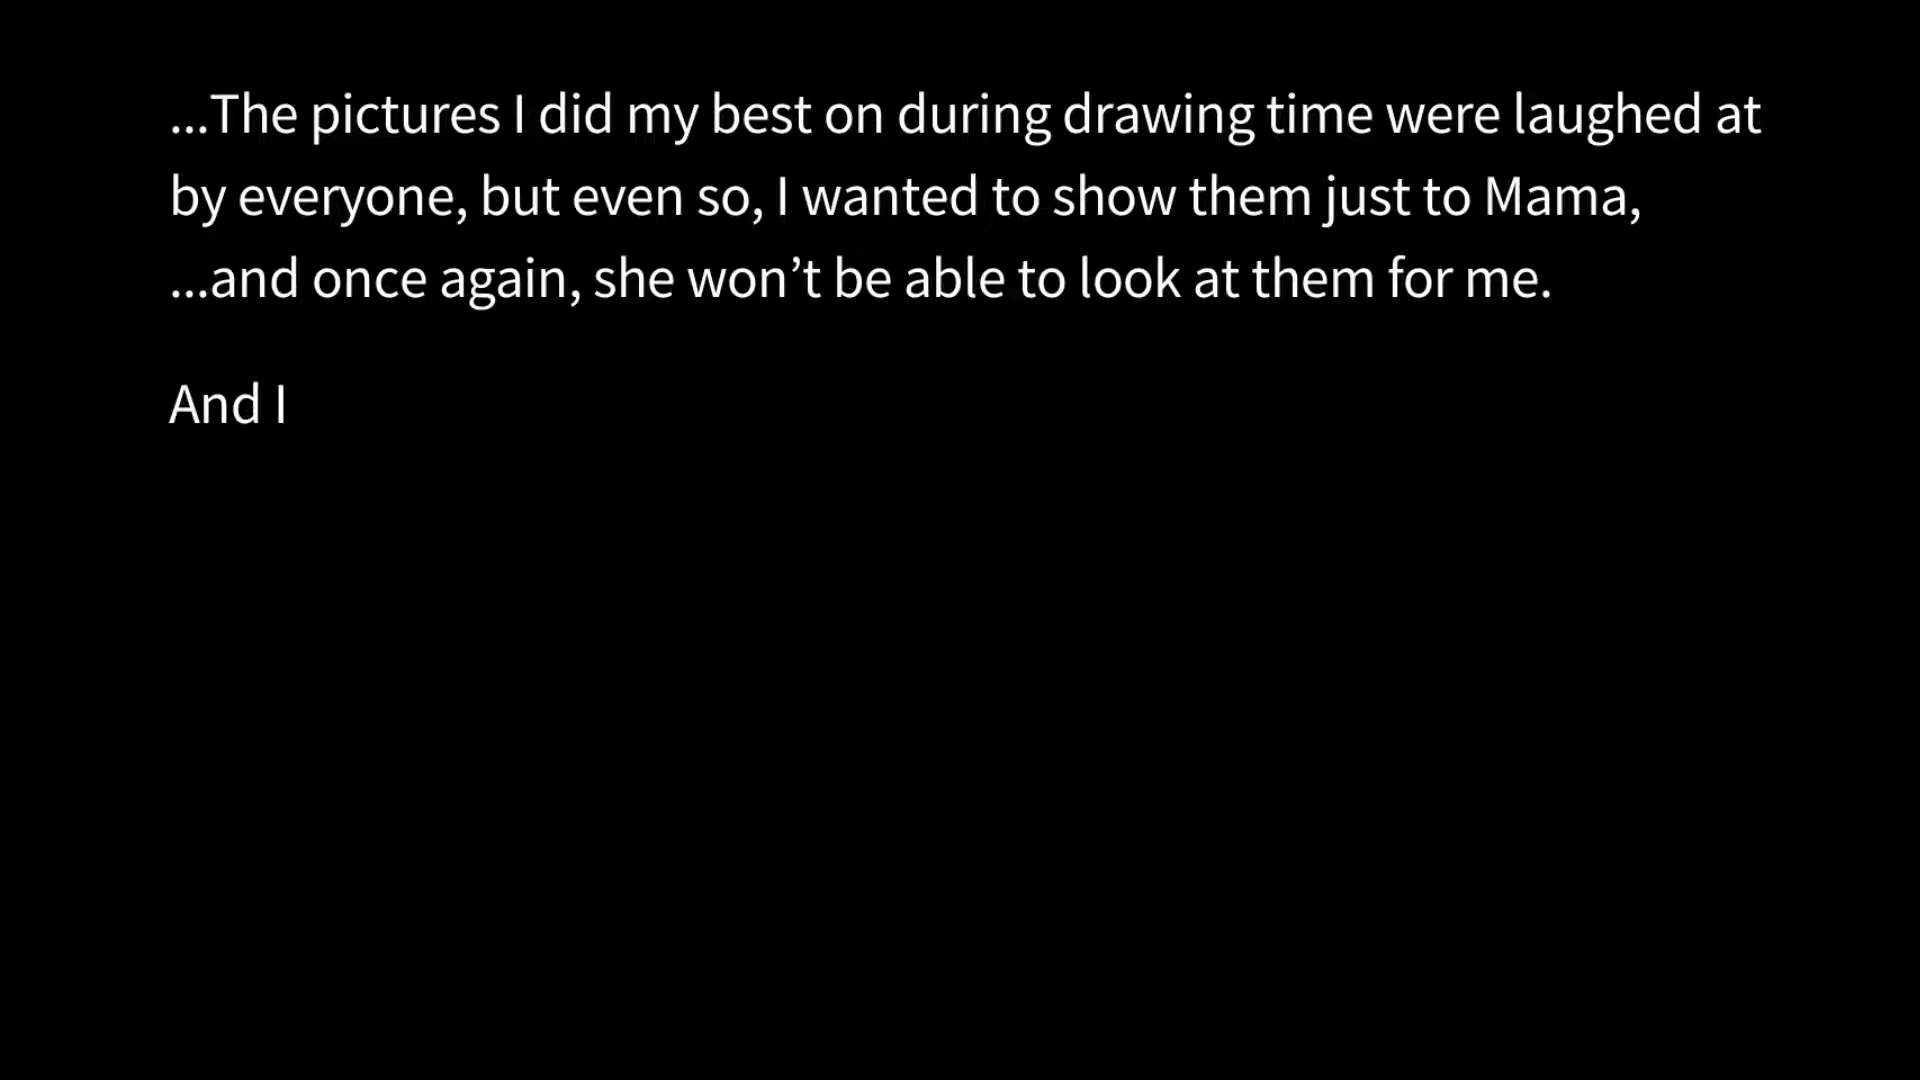 ...The pictures I did my best on during drawing time were laughed at
by everyone, but even so, I wanted to show them just to Mama,
...and once again, she won’t be able to look at them for me.
And I